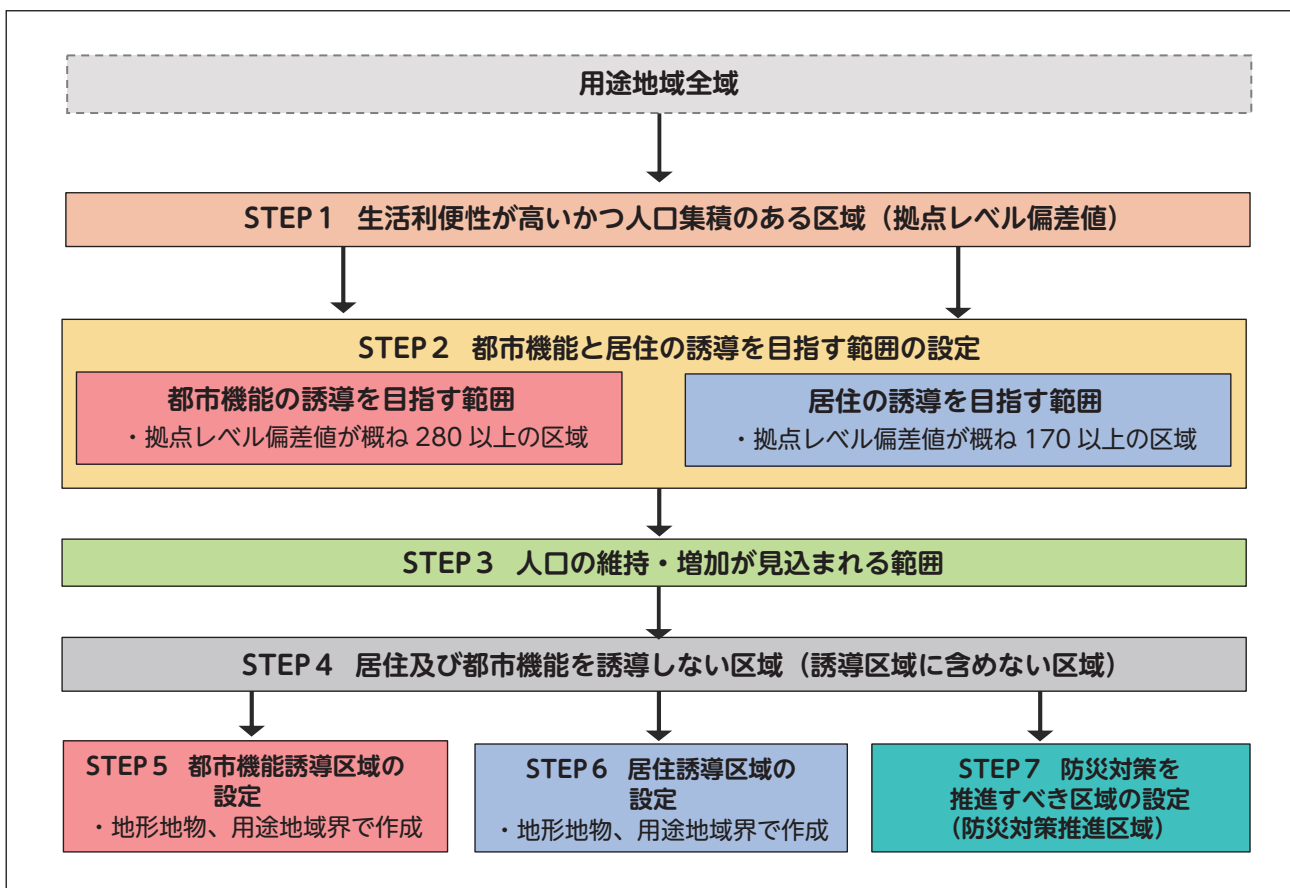 用途地域全域
STEP１ 生活利便性が高いかつ人口集積のある区域（拠点レベル偏差値）
STEP２ 都市機能と居住の誘導を目指す範囲の設定
都市機能の誘導を目指す範囲
・拠点レベル偏差値が概ね 280 以上の区域
居住の誘導を目指す範囲
・拠点レベル偏差値が概ね 170 以上の区域
STEP３ 人口の維持・増加が見込まれる範囲
STEP４ 居住及び都市機能を誘導しない区域（誘導区域に含めない区域）
STEP５ 都市機能誘導区域の
設定
・地形地物、用途地域界で作成
STEP６ 居住誘導区域の
設定
・地形地物、用途地域界で作成
STEP７ 防災対策を
推進すべき区域の設定
（防災対策推進区域）